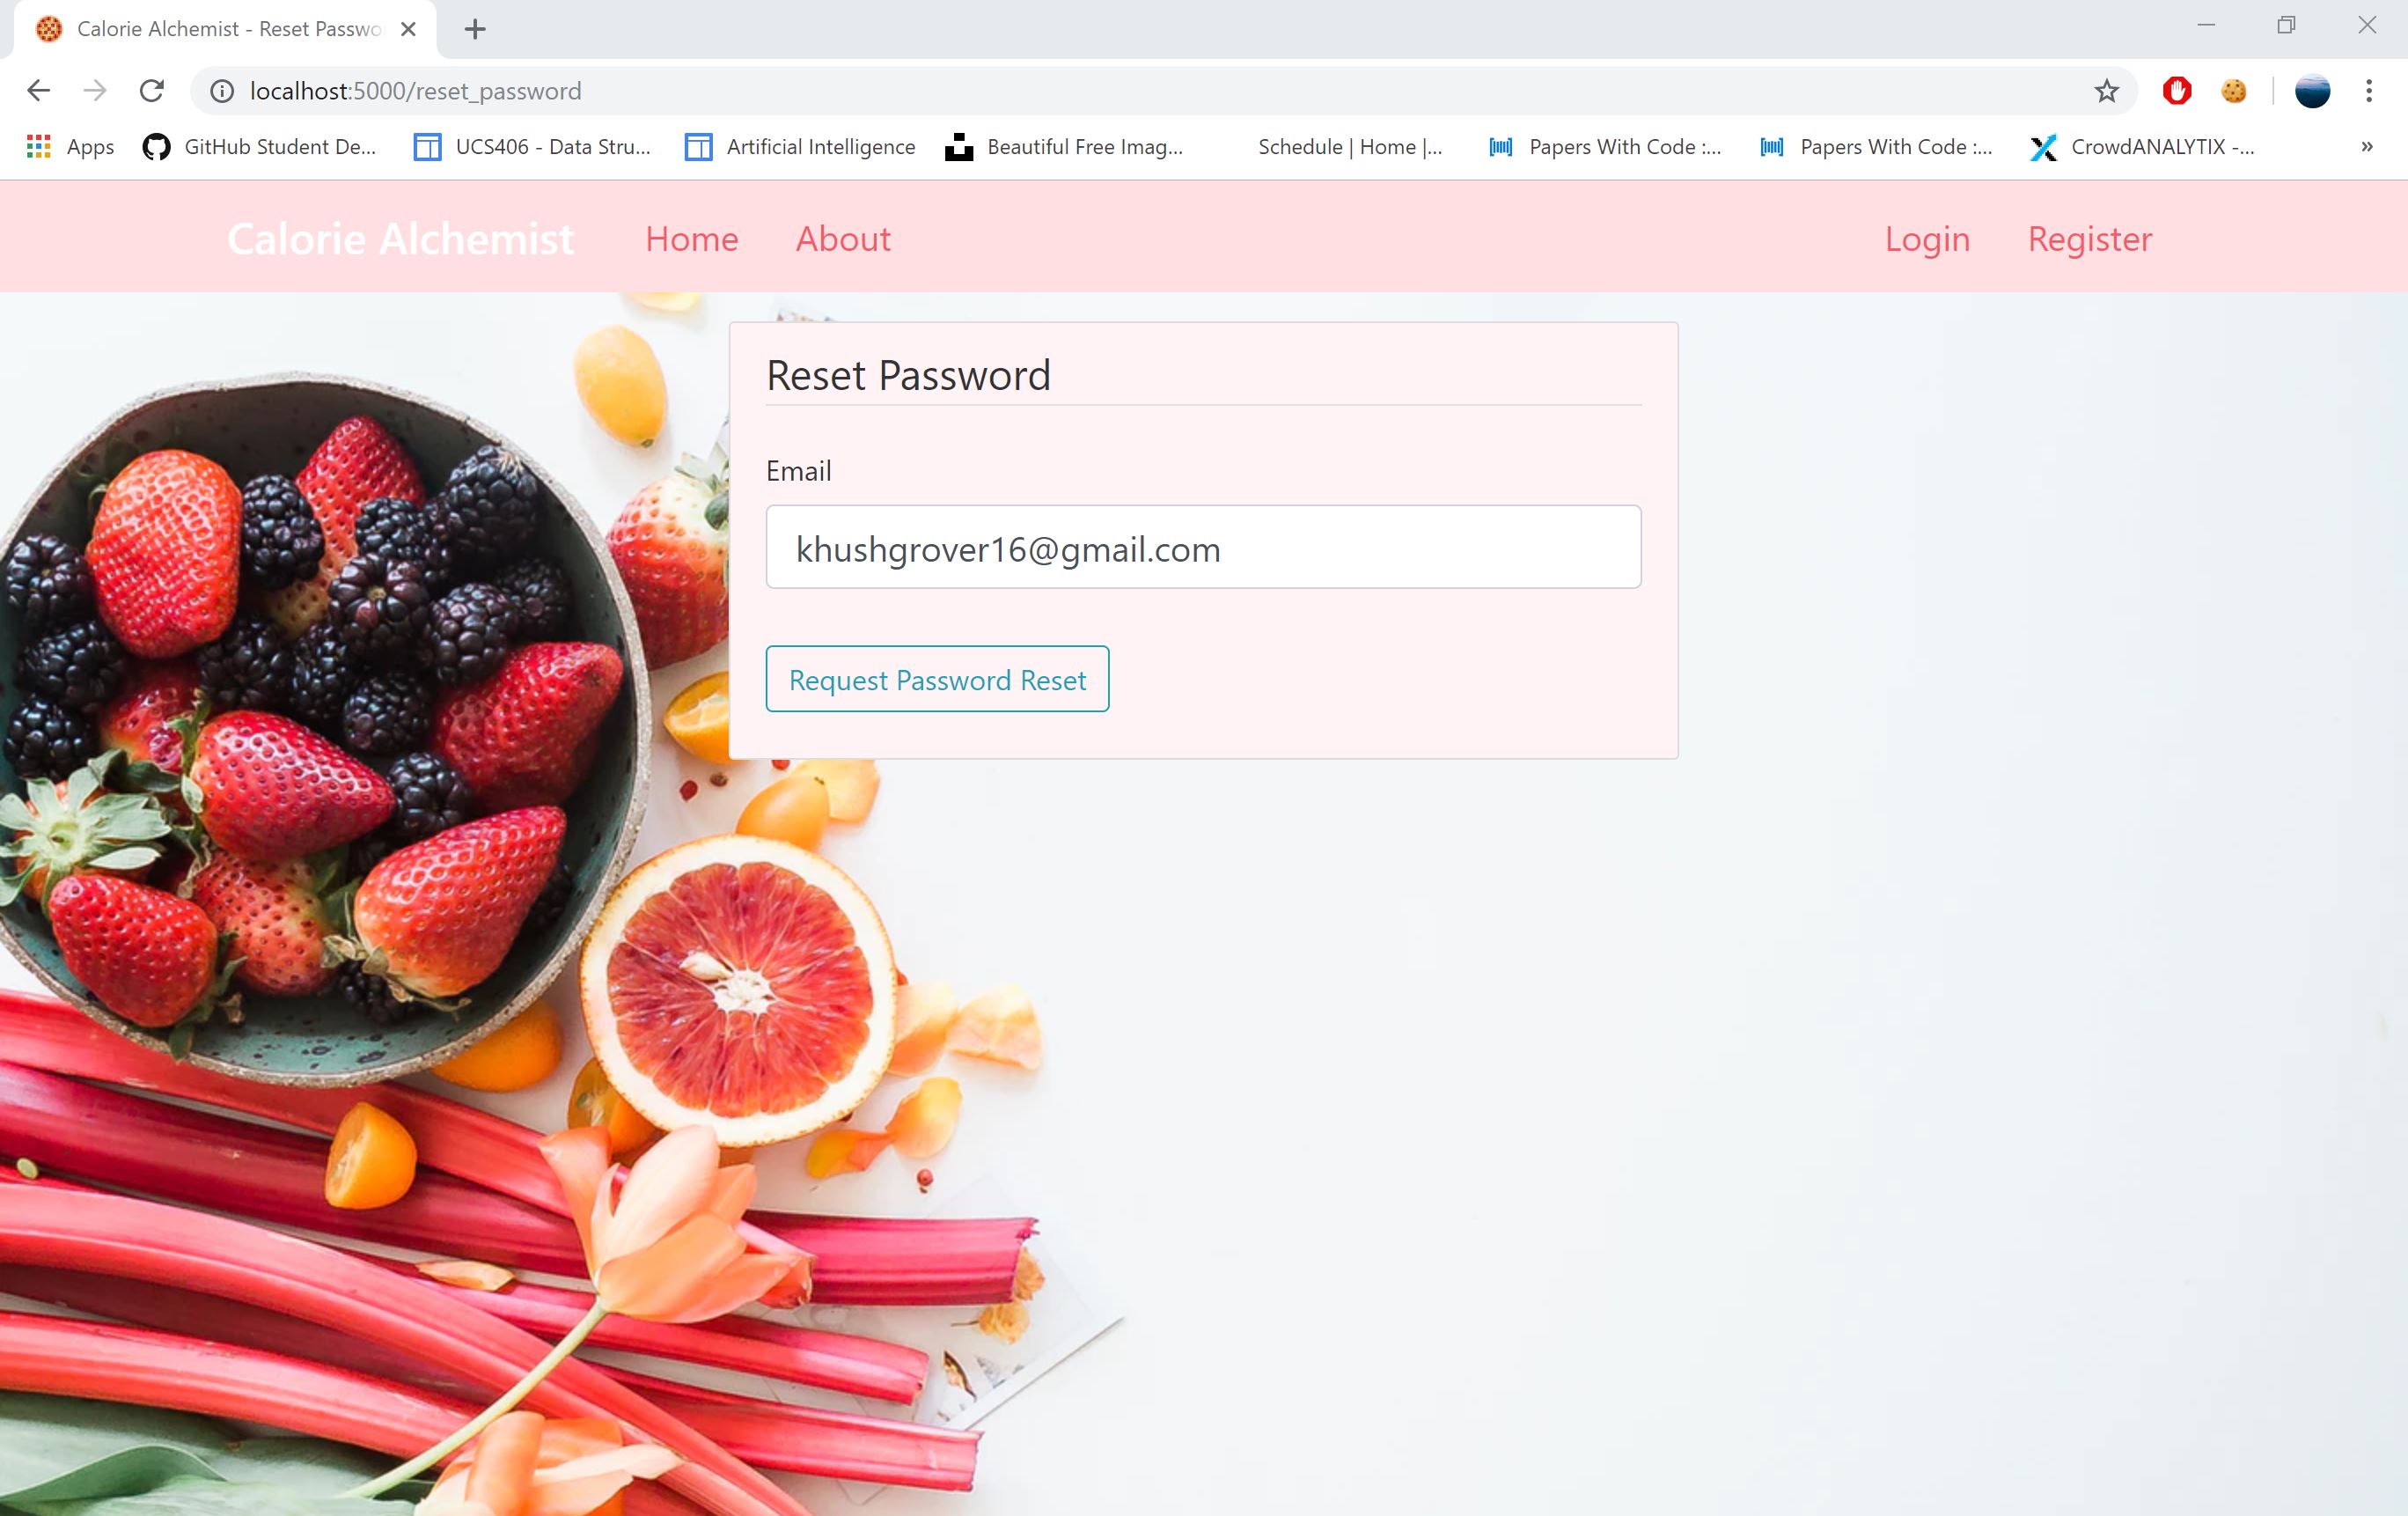 Calorie Alchemist - Reset Passwo
localhost:5000/reset_password
Apps GitHub Student De... UCS406 - Data Stru... Artificial Intelligence Beautiful Free Imag... Schedule | Home |... Papers With Code :... Papers With Code :... CrowdANALYTIX -... »
Calorie Alchemist Home About Login Register
Reset Password
Email
khushgrover16@gmail.com
Request Password Reset